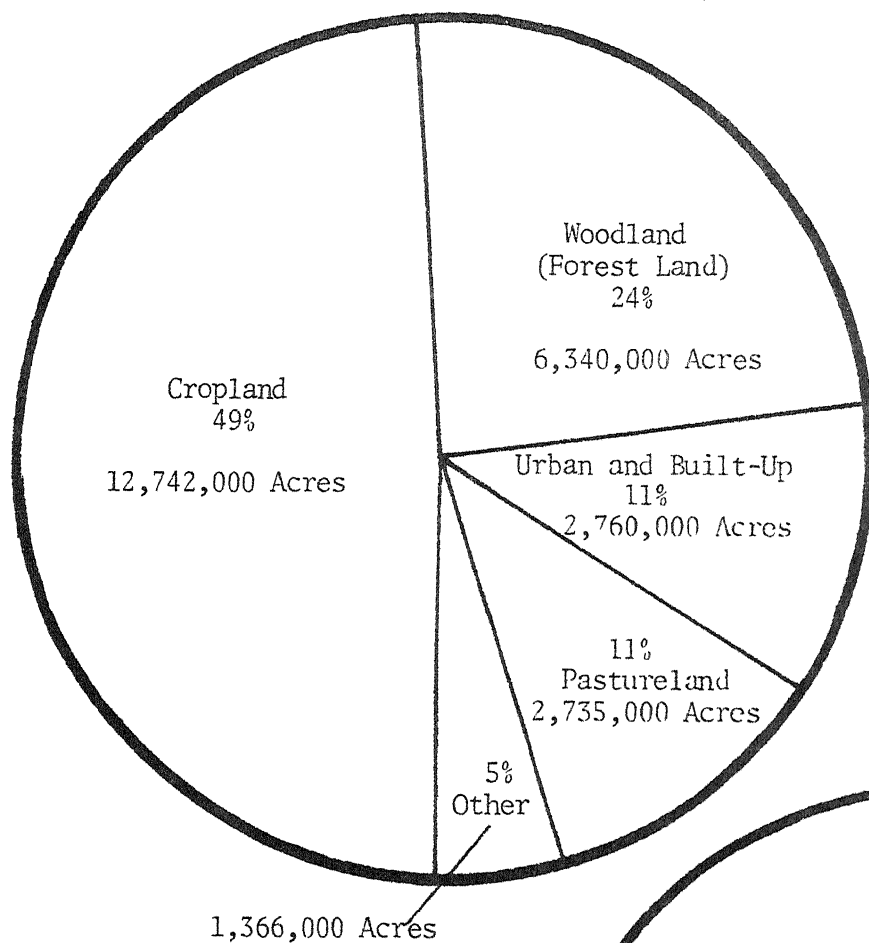 Woodland
(Forest Land)
24%
6,340,000 Acres
Cropland
49%
12,742,000 Acres
Urban and Built-Up
11%
2,760,000 Acres
11%
Pastureland
2,735,000 Acres
5%
Other
1,366,000 Acres